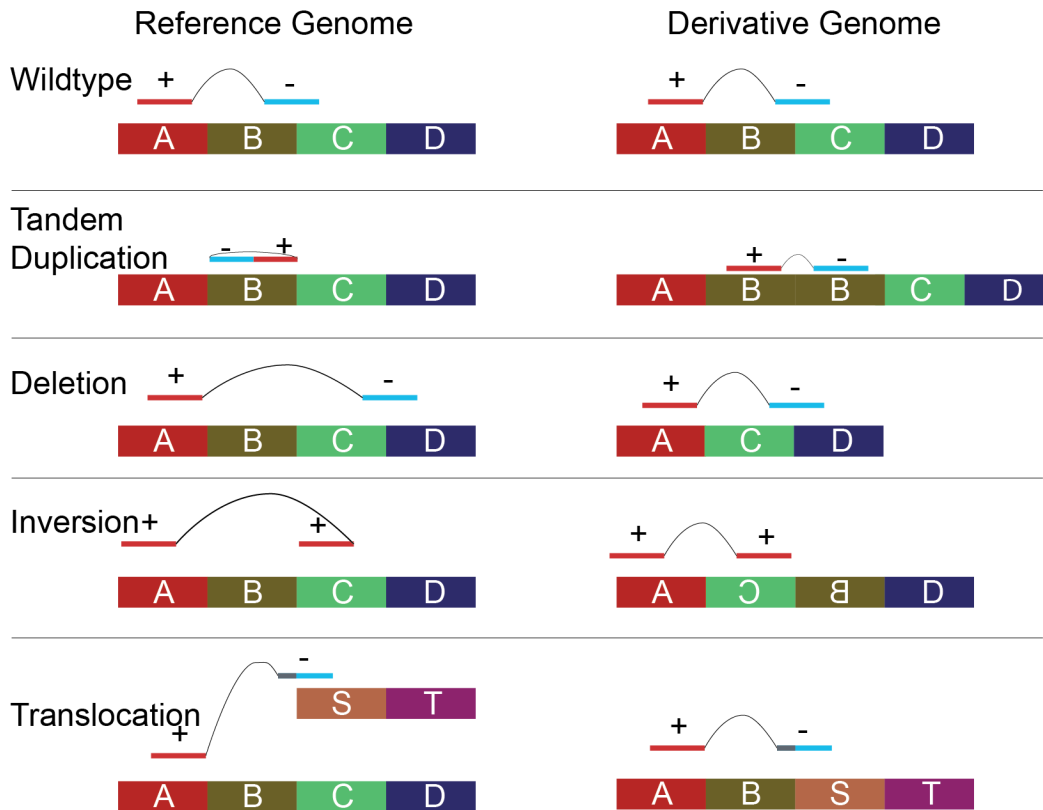 Reference Genome Derivative Genome
Wildtype + - + -
A B C D A B C D
Tandem
Duplication - + + -
A B C D A B B C D
Deletion + - + -
A B C D A C D
Inversion + + + +
A B C D A C B D
-
S T
Translocation + + -
A B C D A B S T